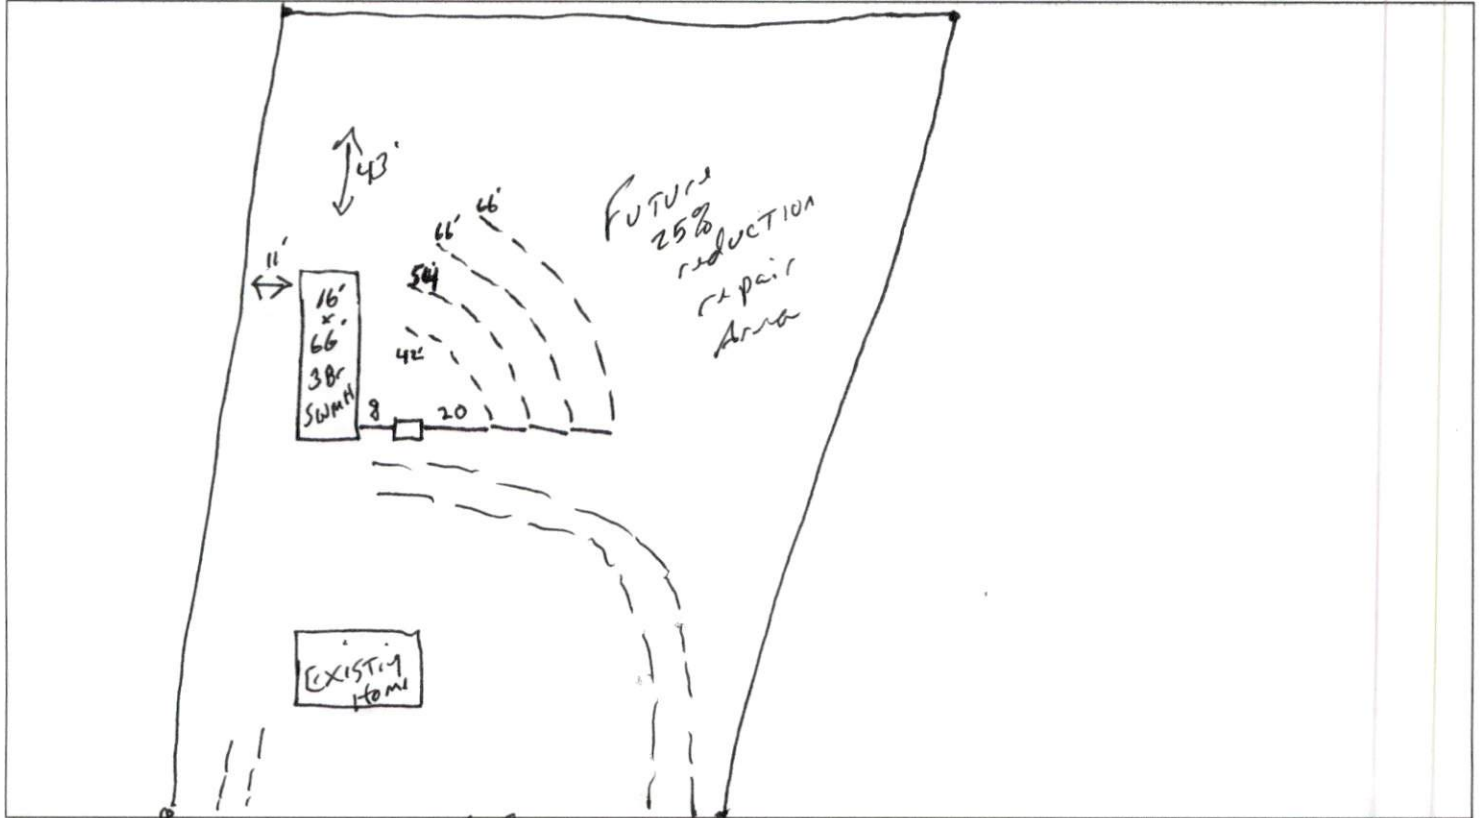 43'
11'
66'
66'
54'
42'
16'
x
66'
3Br
SWMH
8
20
Future
25%
reduction
repair
Area
Existing
Home